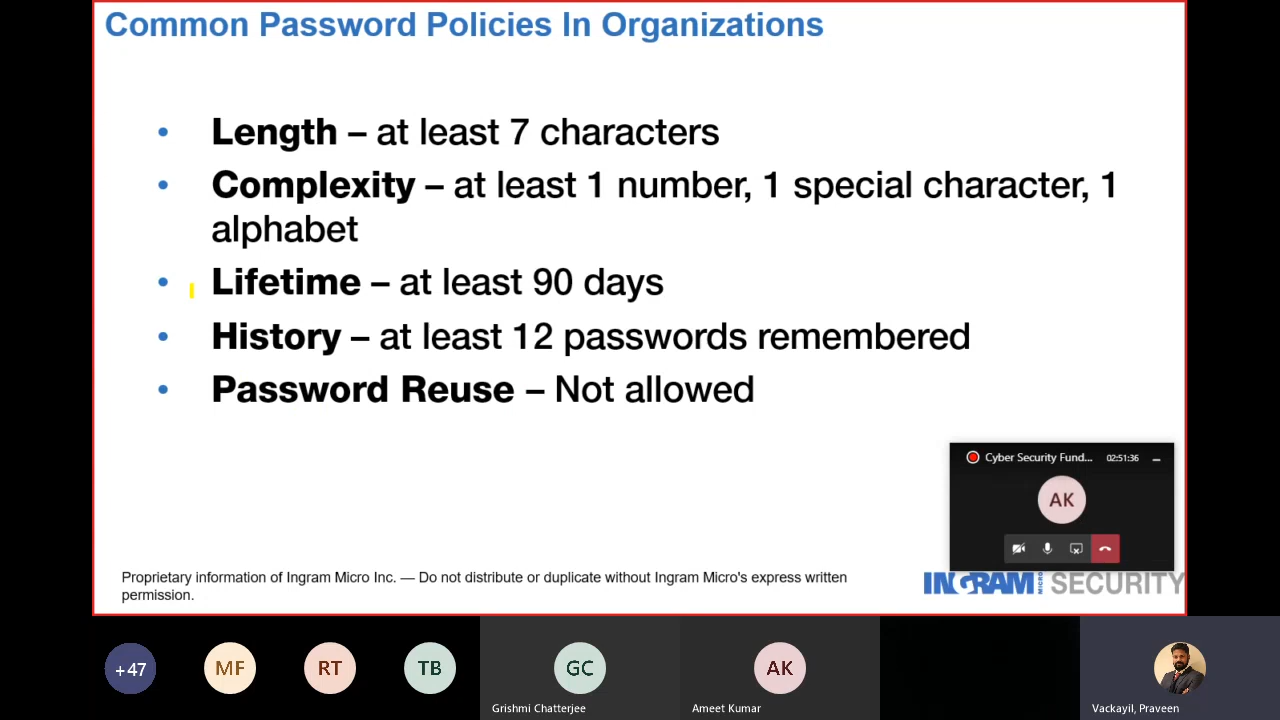 Common Password Policies In Organizations
• Length – at least 7 characters
• Complexity – at least 1 number, 1 special character, 1
alphabet
• Lifetime – at least 90 days
• History – at least 12 passwords remembered
• Password Reuse – Not allowed
Cyber Security Fund... 02:51:36
AK
Proprietary information of Ingram Micro Inc. — Do not distribute or duplicate without Ingram Micro's express written
permission.
INGRAM MICRO SECURITY
+47 MF RT TB GC AK
Grishmi Chatterjee Ameet Kumar Vackayil, Praveen